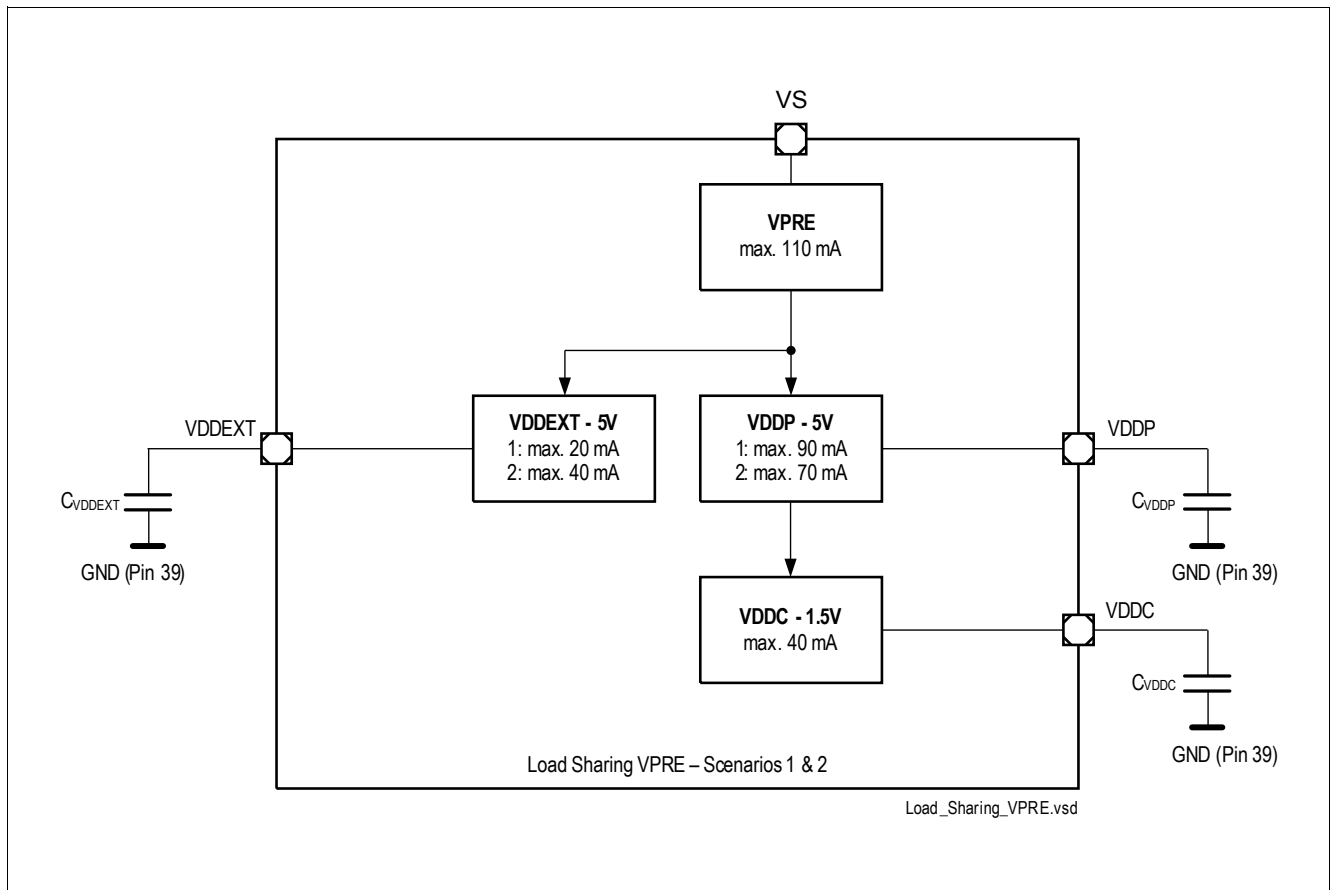 VS
VPRE
max. 110 mA
VDDEXT
VDDEXT - 5V
1: max. 20 mA
2: max. 40 mA
VDDP - 5V
1: max. 90 mA
2: max. 70 mA
VDDP
CVDDEXT
GND (Pin 39)
CVDDP
GND (Pin 39)
VDDC - 1.5V
max. 40 mA
VDDC
CVDDC
GND (Pin 39)
Load Sharing VPRE – Scenarios 1 & 2
Load_Sharing_VPRE.vsd